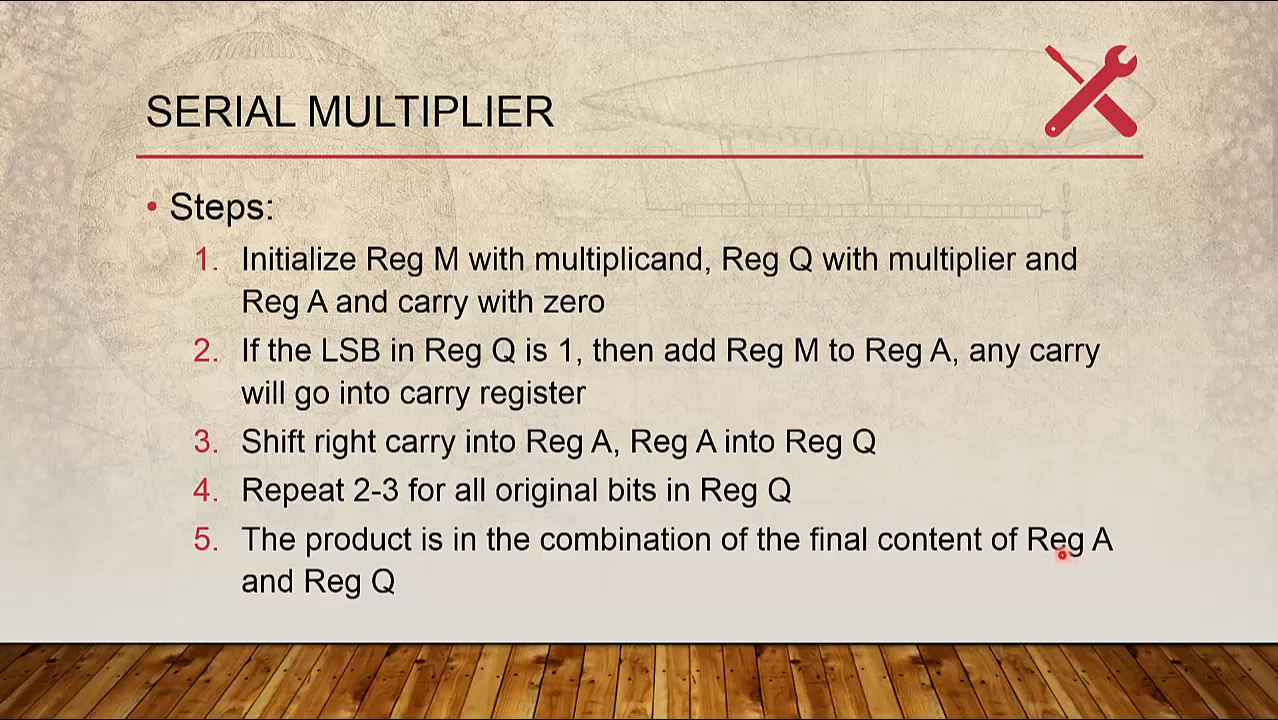 SERIAL MULTIPLIER
• Steps:
1. Initialize Reg M with multiplicand, Reg Q with multiplier and
Reg A and carry with zero
2. If the LSB in Reg Q is 1, then add Reg M to Reg A, any carry
will go into carry register
3. Shift right carry into Reg A, Reg A into Reg Q
4. Repeat 2-3 for all original bits in Reg Q
5. The product is in the combination of the final content of Reg A
and Reg Q